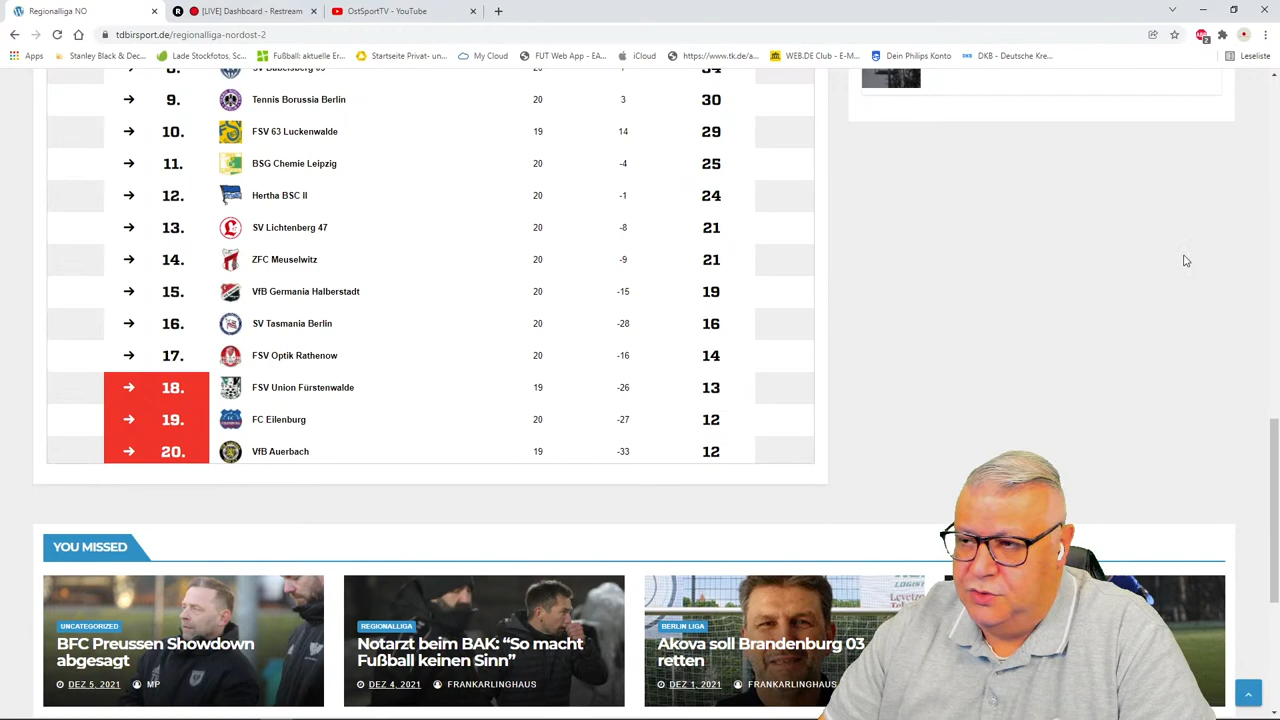 Regionalliga NO
[LIVE] Dashboard - Restream
OstSportTV - YouTube
tdbirsport.de/regionalliga-nordost-2
Apps
Stanley Black & Dec...
Lade Stockfotos, Sc...
Fußball: aktuelle Er...
Startseite Privat- un...
My Cloud
FUT Web App - EA...
iCloud
https://www.tk.de/a...
WEB.DE Club - E-M...
Dein Philips Konto
DKB - Deutsche Kre...
Leseliste
8. SV Babelsberg 03 20 34
9. Tennis Borussia Berlin 20 3 30
10. FSV 63 Luckenwalde 19 14 29
11. BSG Chemie Leipzig 20 -4 25
12. Hertha BSC II 20 -1 24
13. SV Lichtenberg 47 20 -8 21
14. ZFC Meuselwitz 20 -9 21
15. VfB Germania Halberstadt 20 -15 19
16. SV Tasmania Berlin 20 -28 16
17. FSV Optik Rathenow 20 -16 14
18. FSV Union Fürstenwalde 19 -26 13
19. FC Eilenburg 20 -27 12
20. VfB Auerbach 19 -33 12
YOU MISSED
UNCATEGORIZED
BFC Preussen Showdown
abgesagt
DEZ 5, 2021 MP
REGIONALLIGA
Notarzt beim BAK: “So macht
Fußball keinen Sinn”
DEZ 4, 2021 FRANKARLINGHAUS
BERLIN LIGA
Akova soll Brandenburg 03
retten
DEZ 1, 2021 FRANKARLINGHAUS